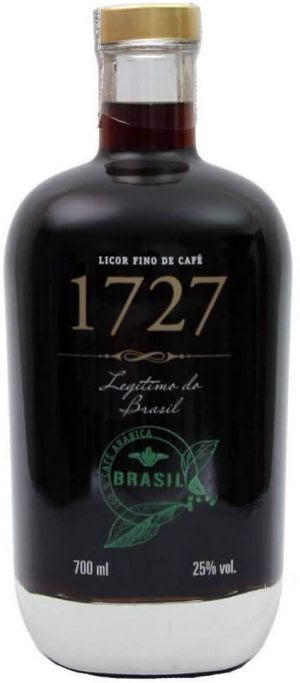 LICOR FINO DE CAFÉ
1727
Legítimo do
Brasil
CAFÉ ARABICA
BRASIL
700 ml
25% vol.